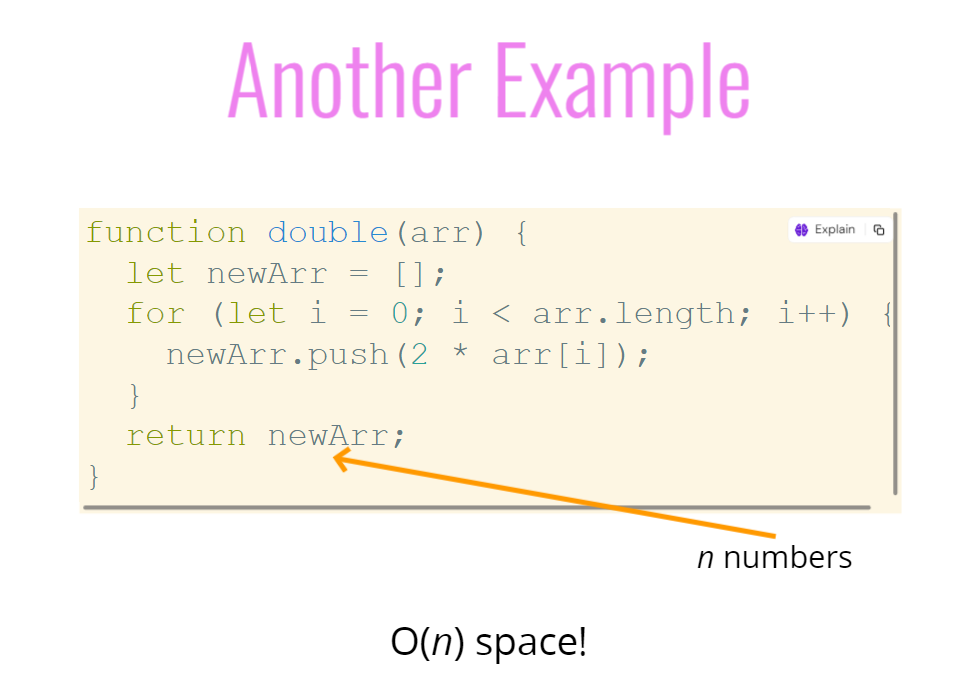 Another Example
function double(arr) {
Explain
let newArr = [];
for (let i = 0; i < arr.length; i++) {
newArr.push(2 * arr[i]);
}
return newArr;
}
n numbers
O(n) space!